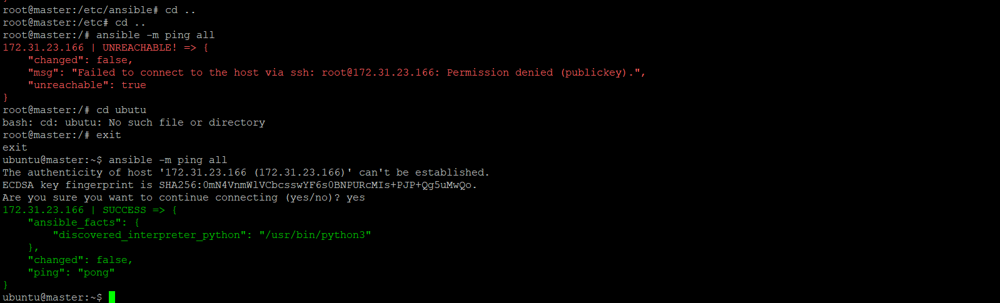 root@master:/etc/ansible# cd ..
root@master:/etc# cd ..
root@master:/# ansible -m ping all
172.31.23.166 | UNREACHABLE! => {
    "changed": false,
    "msg": "Failed to connect to the host via ssh: root@172.31.23.166: Permission denied (publickey).",
    "unreachable": true
}
root@master:/# cd ubutu
bash: cd: ubutu: No such file or directory
root@master:/# exit
exit
ubuntu@master:~$ ansible -m ping all
The authenticity of host '172.31.23.166 (172.31.23.166)' can't be established.
ECDSA key fingerprint is SHA256:0mN4VnmWlVCbcsswYF6s0BNPURcMIs+PJP+Qg5uMwQo.
Are you sure you want to continue connecting (yes/no)? yes
172.31.23.166 | SUCCESS => {
    "ansible_facts": {
        "discovered_interpreter_python": "/usr/bin/python3"
    },
    "changed": false,
    "ping": "pong"
}
ubuntu@master:~$